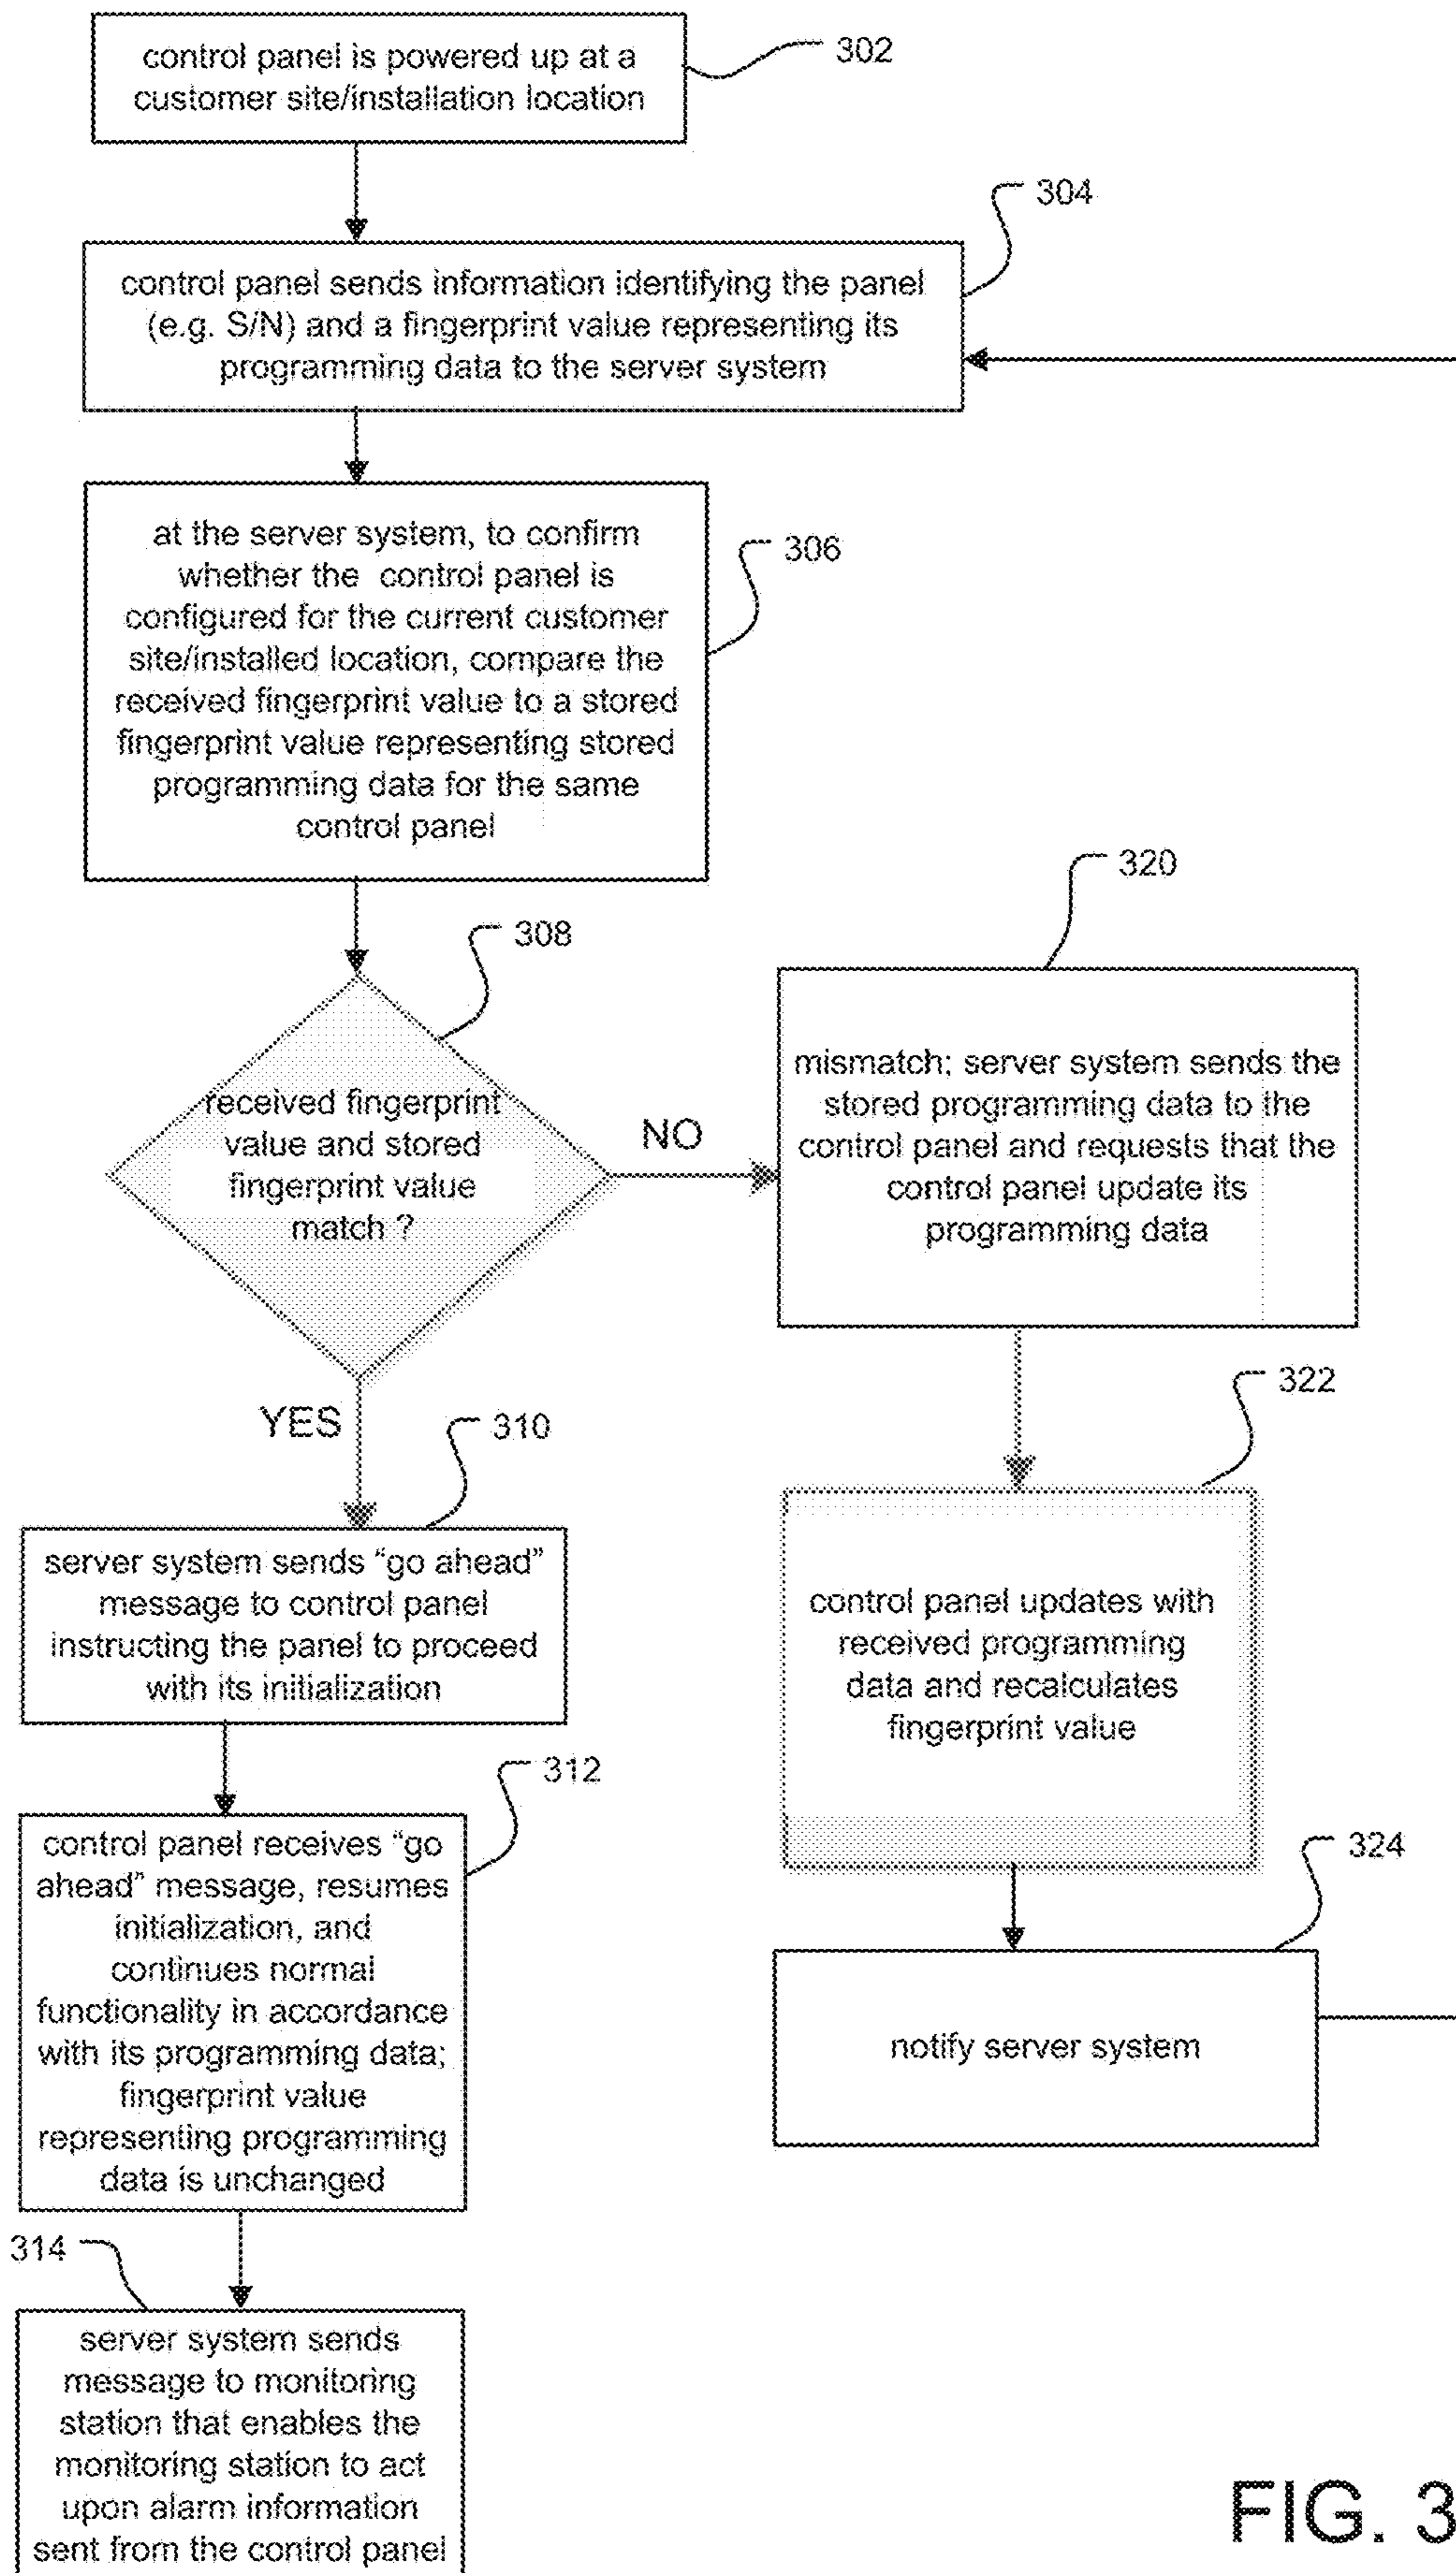 control panel is powered up at a
customer site/installation location
302
304
control panel sends information identifying the panel
(e.g. S/N) and a fingerprint value representing its
programming data to the server system
306
at the server system, to confirm
whether the control panel is
configured for the current customer
site/installed location, compare the
received fingerprint value to a stored
fingerprint value representing stored
programming data for the same
control panel
308
received fingerprint
value and stored
fingerprint value
match ?
NO
YES
320
mismatch; server system sends the
stored programming data to the
control panel and requests that the
control panel update its
programming data
322
control panel updates with
received programming
data and recalculates
fingerprint value
324
notify server system
310
server system sends “go ahead”
message to control panel
instructing the panel to proceed
with its initialization
312
control panel receives “go
ahead” message, resumes
initialization, and
continues normal
functionality in accordance
with its programming data;
fingerprint value
representing programming
data is unchanged
314
server system sends
message to monitoring
station that enables the
monitoring station to act
upon alarm information
sent from the control panel
FIG. 3